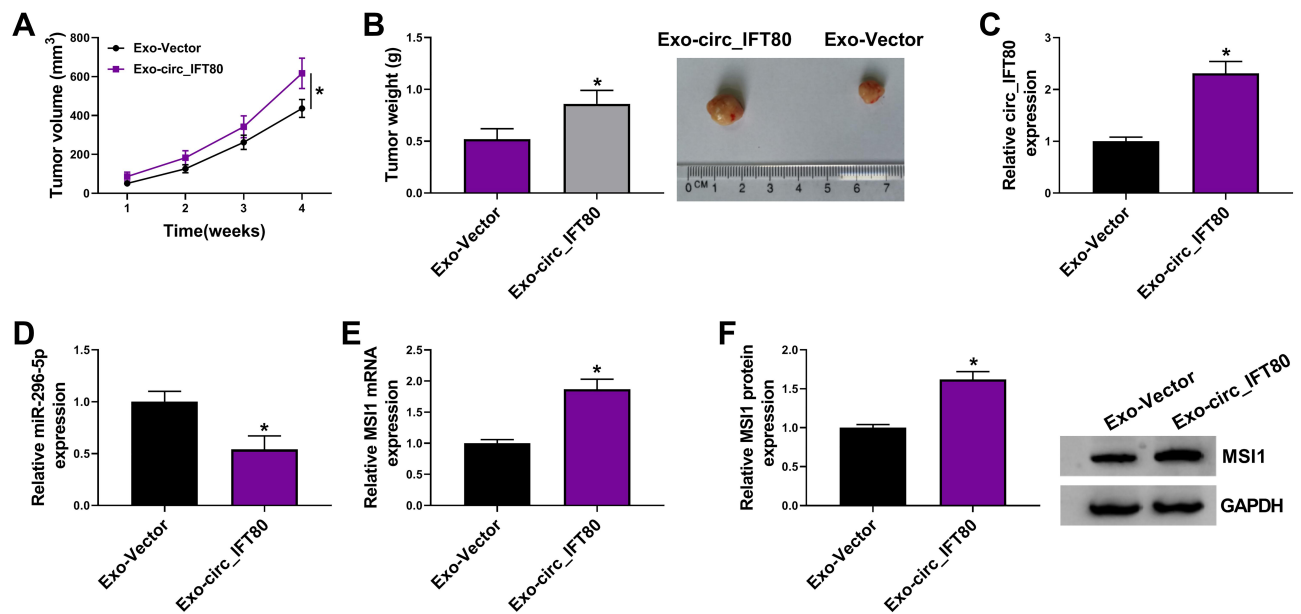 A
Tumor volume (mm3)
800
600
400
200
0
1 2 3 4
Time(weeks)
Exo-Vector
Exo-circ_IFT80
*
B
Tumor weight (g)
1.5
1.0
0.5
0.0
*
Exo-Vector
Exo-circ_IFT80
Exo-circ_IFT80 Exo-Vector
0 CM 1 2 3 4 5 6 7
C
Relative circ_IFT80
expression
3
2
1
0
*
Exo-Vector
Exo-circ_IFT80
D
Relative miR-296-5p
expression
1.5
1.0
0.5
0.0
*
Exo-Vector
Exo-circ_IFT80
E
Relative MSI1 mRNA
expression
2.5
2.0
1.5
1.0
0.5
0.0
*
Exo-Vector
Exo-circ_IFT80
F
Relative MSI1 protein
expression
2.0
1.5
1.0
0.5
0.0
*
Exo-Vector
Exo-circ_IFT80
Exo-Vector
Exo-circ_IFT80
MSI1
GAPDH